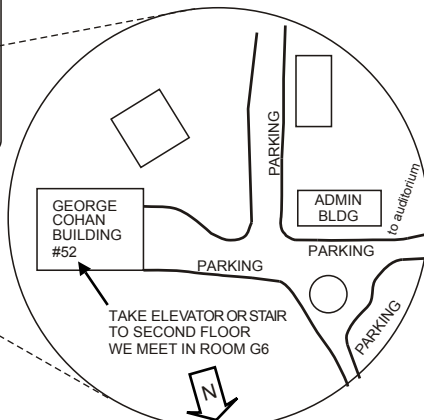 PARKING
GEORGE
COHAN
BUILDING
#52
ADMIN
BLDG
to auditorium
PARKING
PARKING
TAKE ELEVATOR OR STAIR
TO SECOND FLOOR
WE MEET IN ROOM G6
PARKING
N